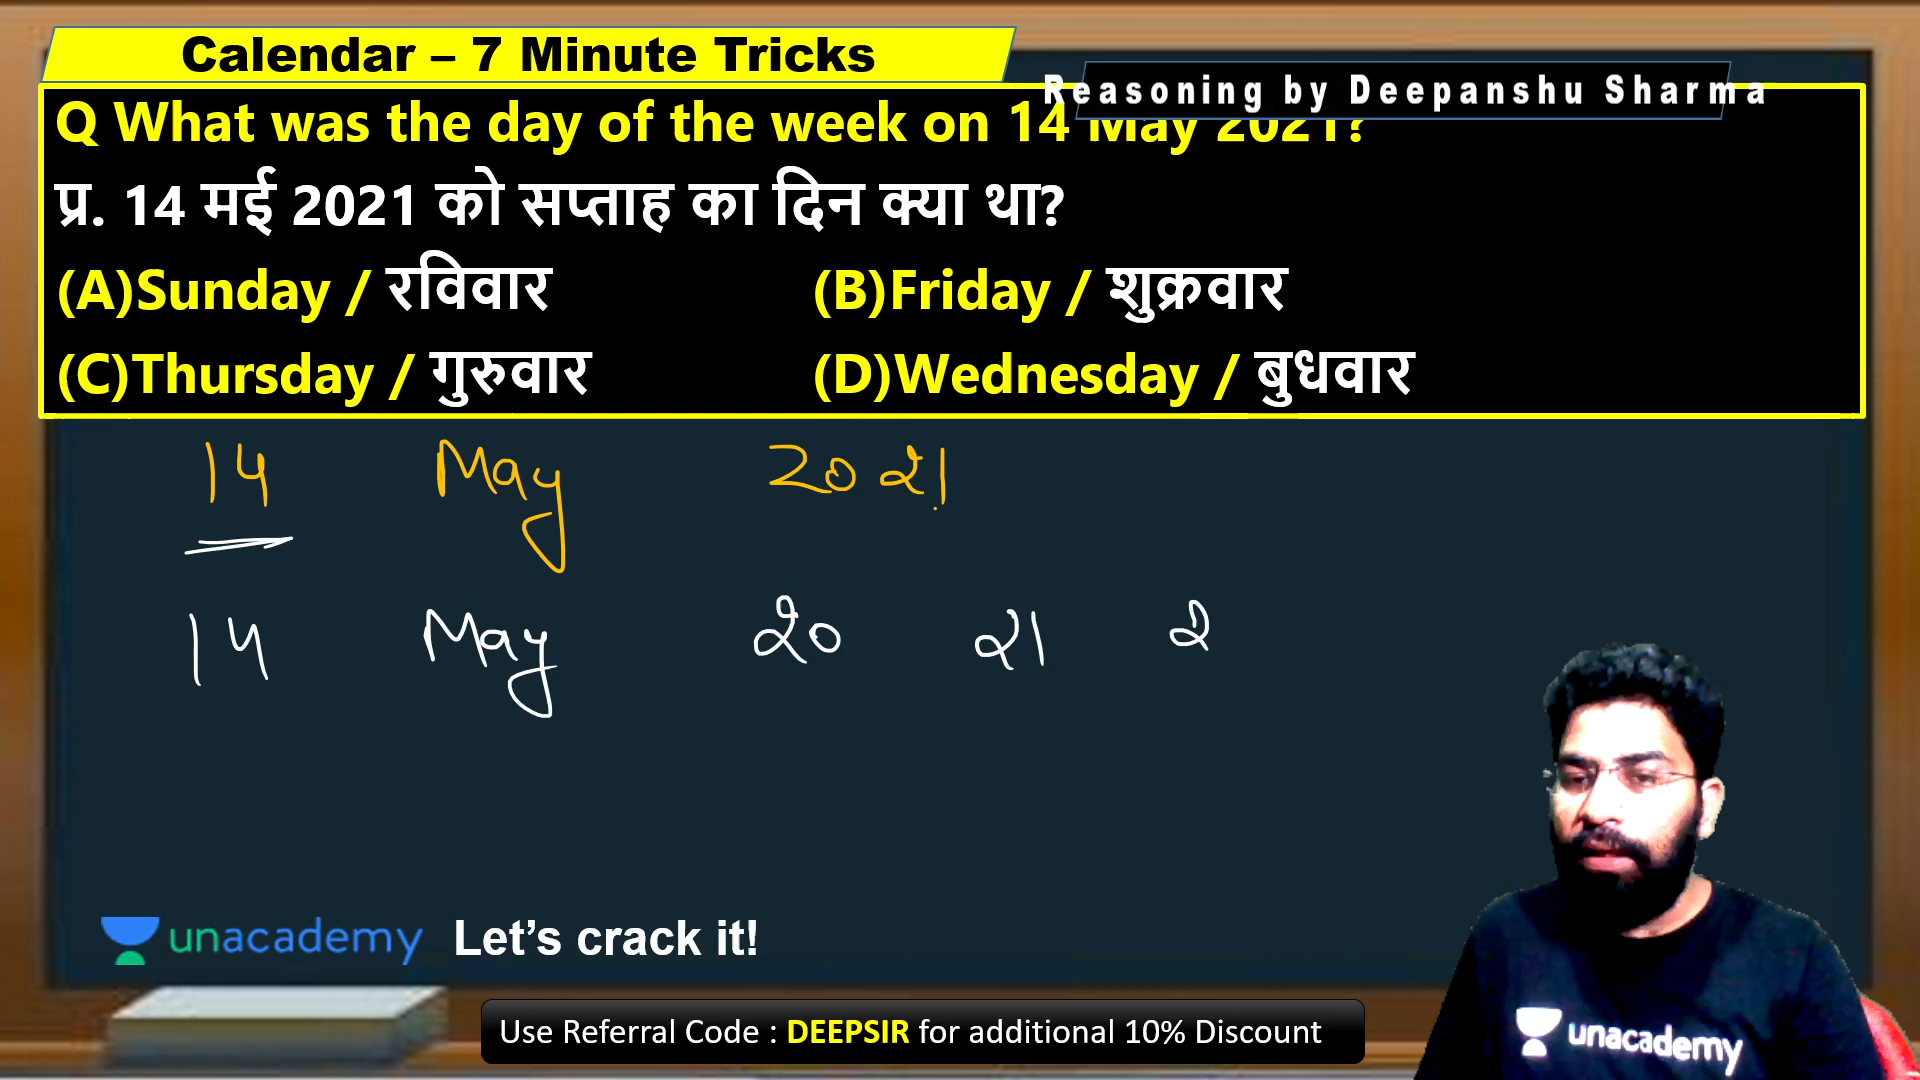 Calendar – 7 Minute Tricks
Reasoning by Deepanshu Sharma
Q What was the day of the week on 14 May 2021?
प्र. 14 मई 2021 को सप्ताह का दिन क्या था?
(A)Sunday / रविवार (B)Friday / शुक्रवार
(C)Thursday / गुरुवार (D)Wednesday / बुधवार
14 May 2021
14 May 20 21 2
unacademy Let’s crack it!
Use Referral Code : DEEPSIR for additional 10% Discount
unacademy